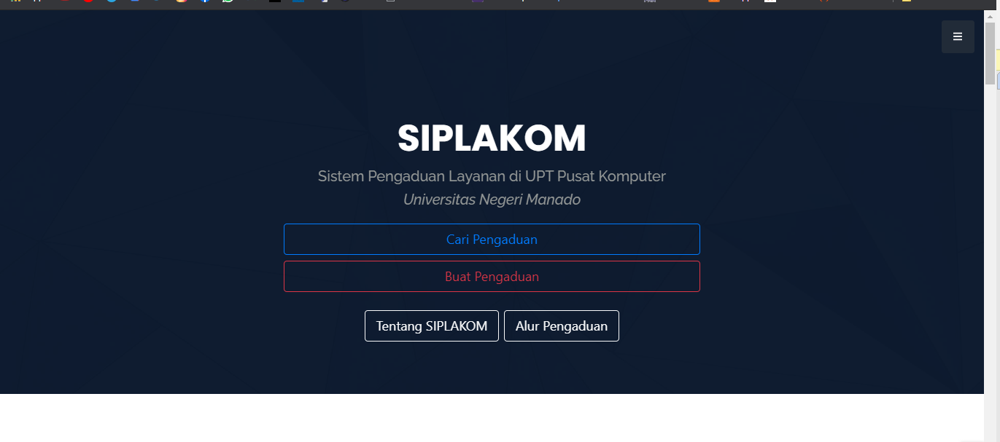 SIPLAKOM
Sistem Pengaduan Layanan di UPT Pusat Komputer
Universitas Negeri Manado
Cari Pengaduan
Buat Pengaduan
Tentang SIPLAKOM
Alur Pengaduan